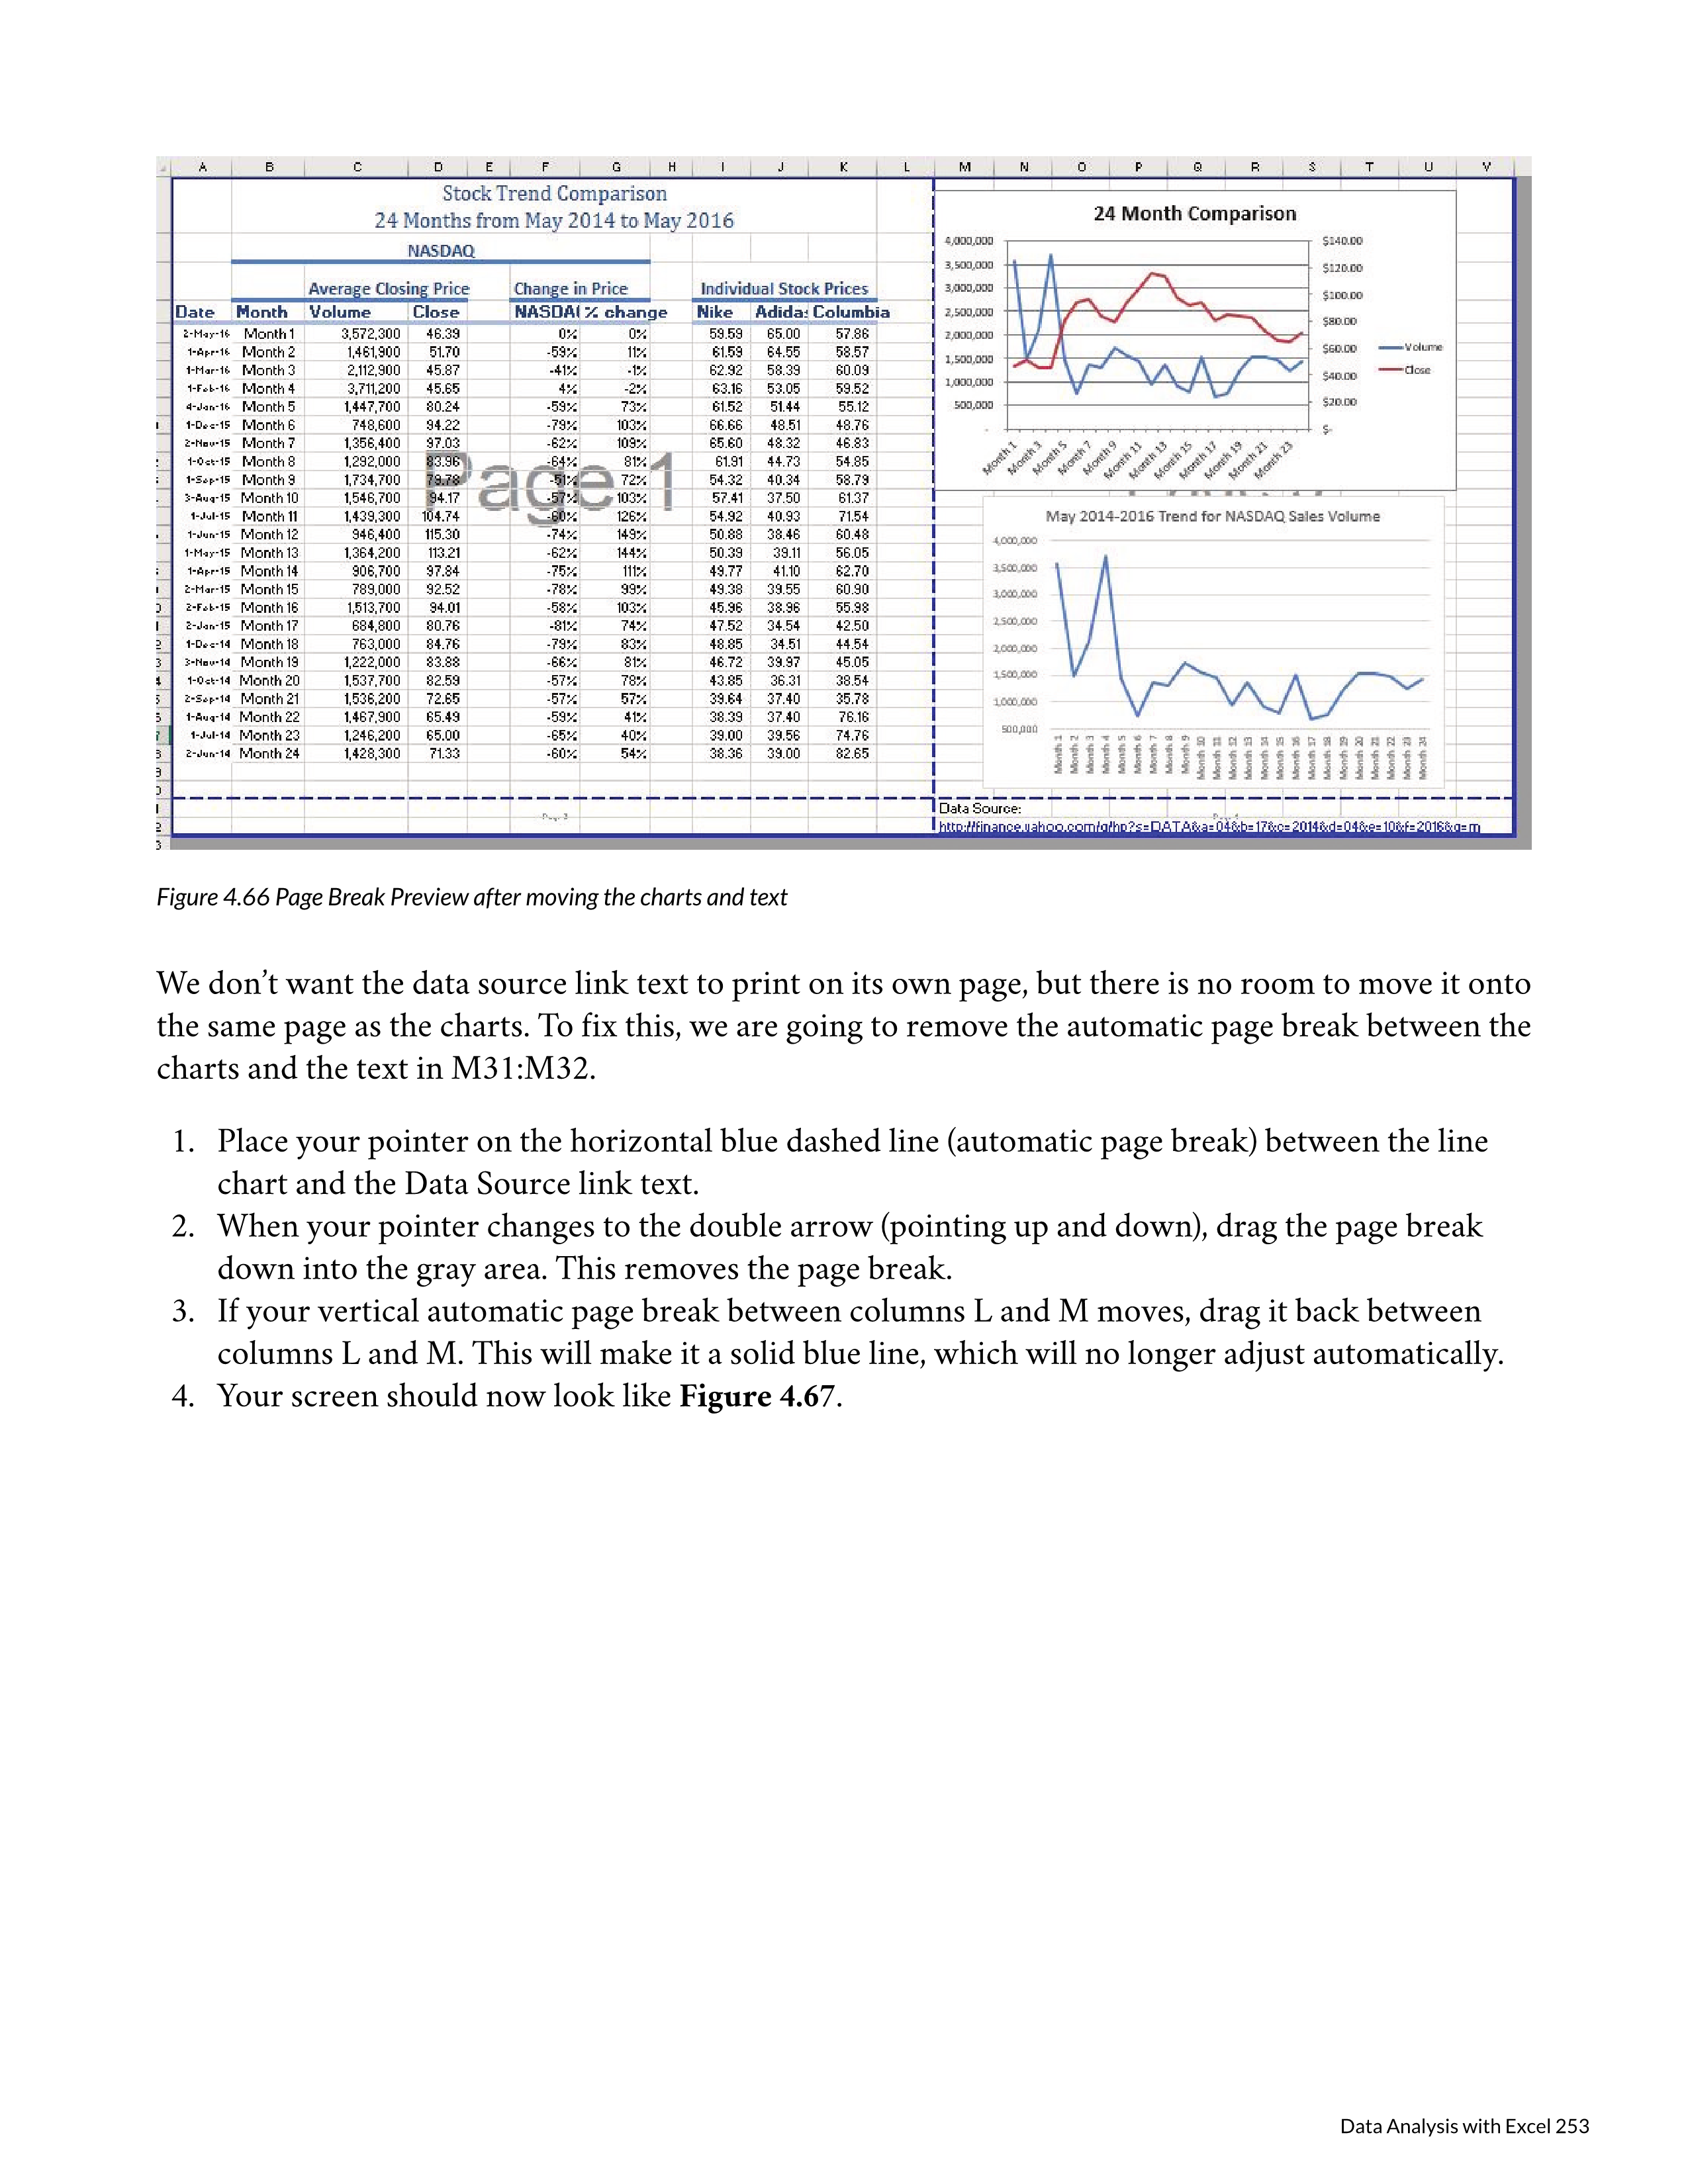 A B C D E F G H I J K L M N O P Q R S T U V
Stock Trend Comparison
24 Months from May 2014 to May 2016
NASDAQ
Average Closing Price Change in Price Individual Stock Prices
Date Month Volume Close NASDA( % change Nike Adida: Columbia
2-May-16 Month 1 3,572,300 46.39 0% 0% 59.59 65.00 57.86
1-Apr-16 Month 2 1,461,900 51.70 -59% 11% 61.59 64.55 58.57
1-Mar-16 Month 3 2,112,900 45.87 -41% -1% 62.92 58.39 60.09
1-Feb-16 Month 4 3,711,200 45.65 4% -2% 63.16 53.05 59.52
4-Jan-16 Month 5 1,447,700 80.24 -59% 73% 61.52 51.44 55.12
1-Dec-15 Month 6 748,600 94.22 -79% 103% 66.66 48.51 48.76
2-Nov-15 Month 7 1,356,400 97.03 -62% 109% 65.60 48.32 46.83
1-Oct-15 Month 8 1,292,000 83.96 -64% 81% 61.91 44.73 54.85
1-Sep-15 Month 9 1,734,700 79.78 -51% 72% 54.32 40.34 58.79
3-Aug-15 Month 10 1,546,700 94.17 -57% 103% 57.41 37.50 61.37
1-Jul-15 Month 11 1,439,300 104.74 -60% 126% 54.92 40.93 71.54
1-Jun-15 Month 12 946,400 115.30 -74% 149% 50.88 38.46 60.48
1-May-15 Month 13 1,364,200 113.21 -62% 144% 50.39 39.11 56.05
1-Apr-15 Month 14 906,700 97.84 -75% 111% 49.77 41.10 62.70
2-Mar-15 Month 15 789,000 92.52 -78% 99% 49.38 39.55 60.90
2-Feb-15 Month 16 1,513,700 94.01 -58% 103% 45.96 38.96 55.98
2-Jan-15 Month 17 684,800 80.76 -81% 74% 47.52 34.54 42.50
1-Dec-14 Month 18 763,000 84.76 -79% 83% 48.85 34.51 44.54
3-Nov-14 Month 19 1,222,000 83.88 -66% 81% 46.72 39.97 45.05
1-Oct-14 Month 20 1,537,700 82.59 -57% 78% 43.85 36.31 38.54
2-Sep-14 Month 21 1,536,200 72.65 -57% 57% 39.64 37.40 35.78
1-Aug-14 Month 22 1,467,900 65.49 -59% 41% 38.39 37.40 76.16
1-Jul-14 Month 23 1,246,200 65.00 -65% 40% 39.00 39.56 74.76
2-Jun-14 Month 24 1,428,300 71.33 -60% 54% 38.36 39.00 82.65
Page 1
Page 3
24 Month Comparison
4,000,000 $140.00
3,500,000 $120.00
3,000,000 $100.00
2,500,000 $80.00
2,000,000 $60.00
1,500,000 $40.00
1,000,000 $20.00
500,000 $-
-
Volume
Close
Month 1 Month 3 Month 5 Month 7 Month 9 Month 11 Month 13 Month 15 Month 17 Month 19 Month 21 Month 23
May 2014-2016 Trend for NASDAQ Sales Volume
4,000,000
3,500,000
3,000,000
2,500,000
2,000,000
1,500,000
1,000,000
500,000
Month 1 Month 2 Month 3 Month 4 Month 5 Month 6 Month 7 Month 8 Month 9 Month 10 Month 11 Month 12 Month 13 Month 14 Month 15 Month 16 Month 17 Month 18 Month 19 Month 20 Month 21 Month 22 Month 23 Month 24
Data Source:
http://finance.yahoo.com/q/hp?s=DATA&a=04&b=17&c=2014&d=04&e=10&f=2016&g=m
Figure 4.66 Page Break Preview after moving the charts and text
We don’t want the data source link text to print on its own page, but there is no room to move it onto
the same page as the charts. To fix this, we are going to remove the automatic page break between the
charts and the text in M31:M32.
1. Place your pointer on the horizontal blue dashed line (automatic page break) between the line
chart and the Data Source link text.
2. When your pointer changes to the double arrow (pointing up and down), drag the page break
down into the gray area. This removes the page break.
3. If your vertical automatic page break between columns L and M moves, drag it back between
columns L and M. This will make it a solid blue line, which will no longer adjust automatically.
4. Your screen should now look like Figure 4.67.
Data Analysis with Excel 253